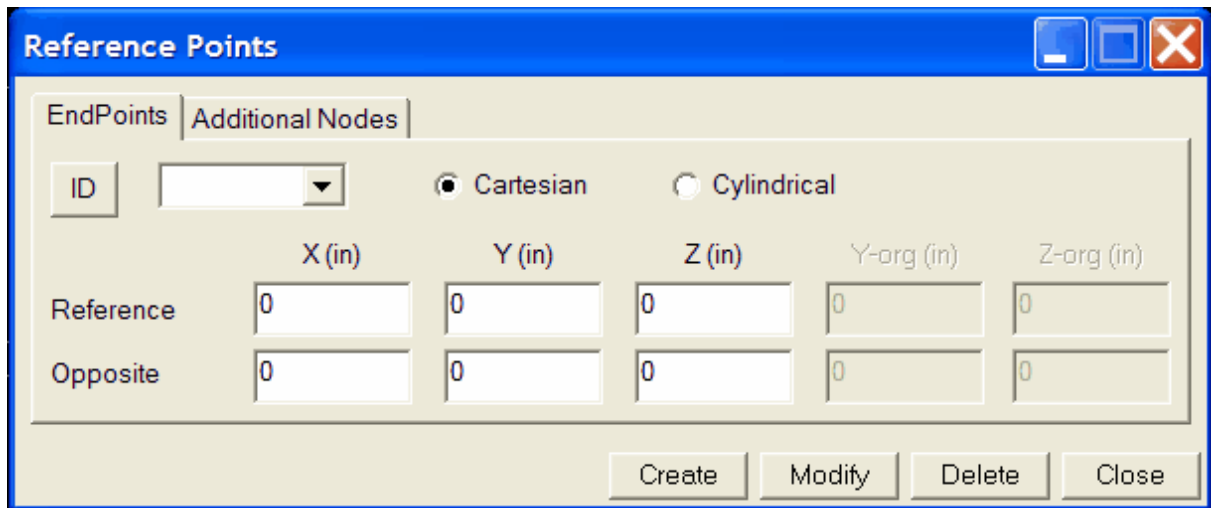 Reference Points
EndPoints Additional Nodes
ID Cartesian Cylindrical
X (in) Y (in) Z (in) Y-org (in) Z-org (in)
Reference 0 0 0 0 0
Opposite 0 0 0 0 0
Create Modify Delete Close